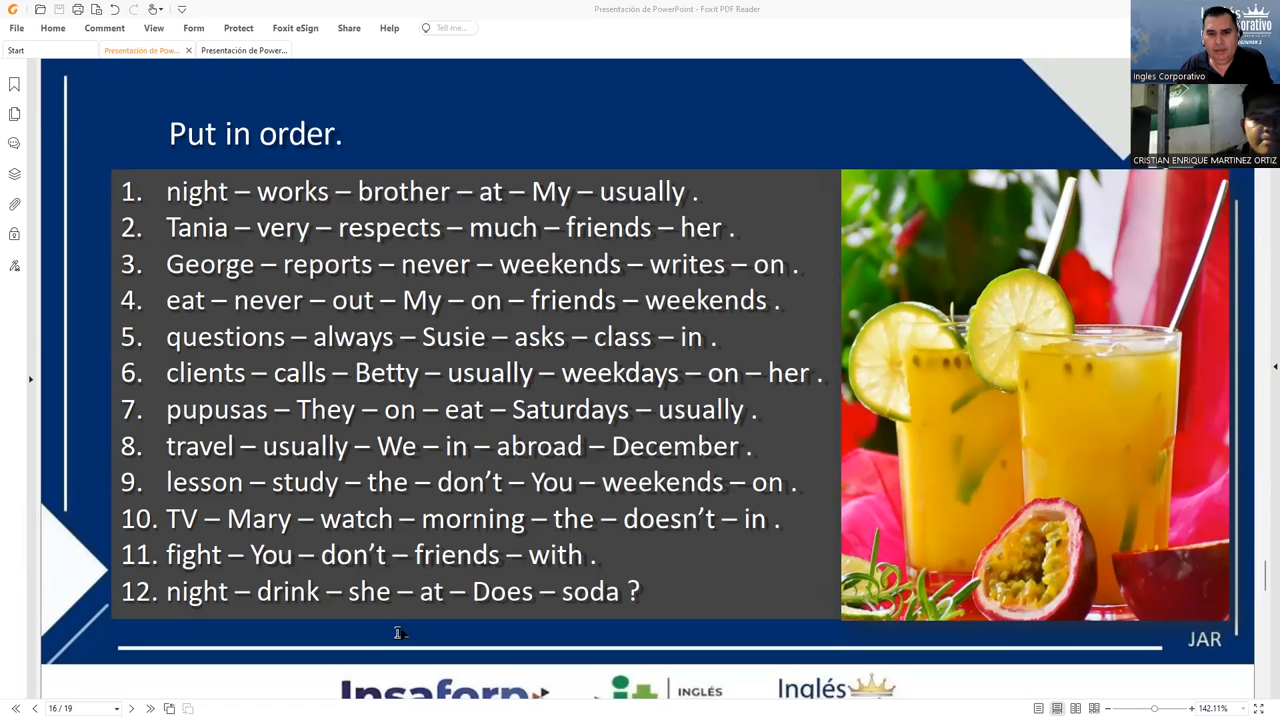 Presentación de PowerPoint - Foxit PDF Reader
File Home Comment View Form Protect Foxit eSign Share Help Tell me...
Start Presentación de Pow... Presentación de Power...
Inglés
Ingles Corporativo
CRISTIAN ENRIQUE MARTINEZ ORTIZ
Put in order.
1. night – works – brother – at – My – usually .
2. Tania – very – respects – much – friends – her .
3. George – reports – never – weekends – writes – on .
4. eat – never – out – My – on – friends – weekends .
5. questions – always – Susie – asks – class – in .
6. clients – calls – Betty – usually – weekdays – on – her .
7. pupusas – They – on – eat – Saturdays – usually .
8. travel – usually – We – in – abroad – December .
9. lesson – study – the – don’t – You – weekends – on .
10. TV – Mary – watch – morning – the – doesn’t – in .
11. fight – You – don’t – friends – with .
12. night – drink – she – at – Does – soda ?
JAR
Insaforp it INGLÉS Inglés
16 / 19 142.11%